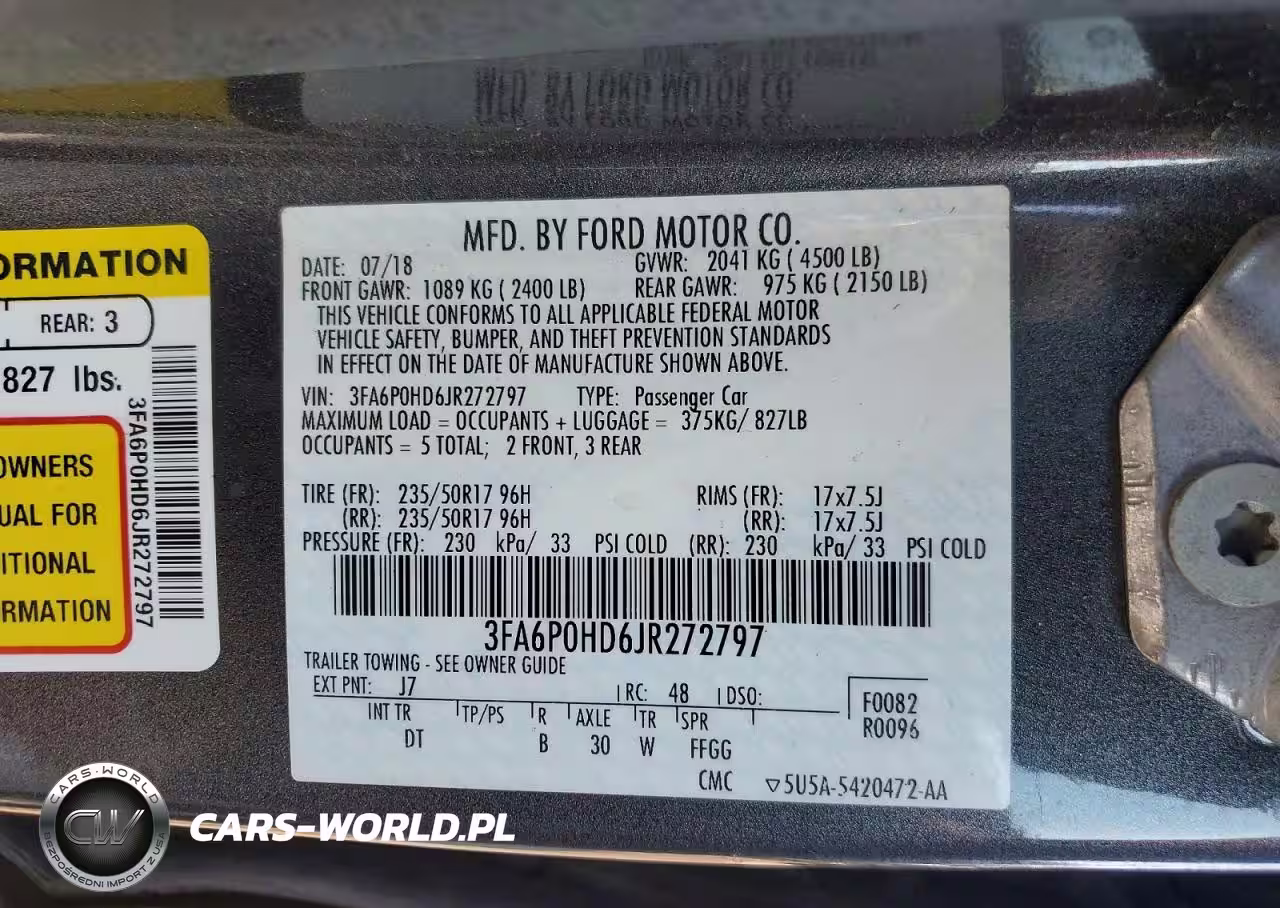 MFD. BY FORD MOTOR CO.
DATE: 07/18 GVWR: 2041 KG ( 4500 LB)
FRONT GAWR: 1089 KG ( 2400 LB) REAR GAWR: 975 KG ( 2150 LB)
THIS VEHICLE CONFORMS TO ALL APPLICABLE FEDERAL MOTOR
VEHICLE SAFETY, BUMPER, AND THEFT PREVENTION STANDARDS
IN EFFECT ON THE DATE OF MANUFACTURE SHOWN ABOVE.
VIN: 3FA6P0HD6JR272797 TYPE: Passenger Car
MAXIMUM LOAD = OCCUPANTS + LUGGAGE = 375KG/ 827LB
OCCUPANTS = 5 TOTAL; 2 FRONT, 3 REAR
TIRE (FR): 235/50R17 96H RIMS (FR): 17x7.5J
(RR): 235/50R17 96H (RR): 17x7.5J
PRESSURE (FR): 230 kPa/ 33 PSI COLD (RR): 230 kPa/ 33 PSI COLD
3FA6P0HD6JR272797
TRAILER TOWING - SEE OWNER GUIDE
EXT PNT: J7 RC: 48 DSO:
F0082
R0096
INT TR TP/PS R AXLE TR SPR
DT B 30 W FFGG
CMC 5U5A-5420472-AA
ORMATION
REAR: 3
827 lbs.
3FA6P0HD6JR272797
OWNERS
UAL FOR
ITIONAL
RMATION
CARS-WORLD
CW
BEZPOŚREDNI IMPORT Z USA
CARS-WORLD.PL